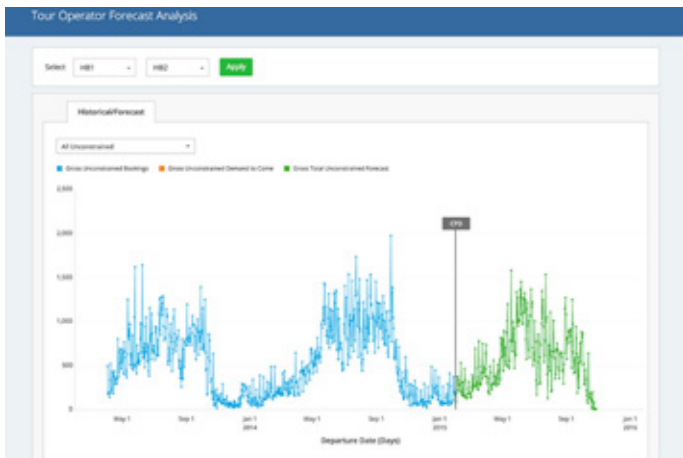 Tour Operator Forecast Analysis
Select HB1 HB2 Apply
Historical/Forecast
All Unconstrained
Gross Unconstrained Bookings Gross Unconstrained Demand to Come Gross Total Unconstrained Forecast
2,500
2,000
CPD
1,500
1,000
500
0
May 1 Sep 1 Jan 1 May 1 Sep 1 Jan 1 May 1 Sep 1 Jan 1
2014 2015 2016
Departure Date (Days)